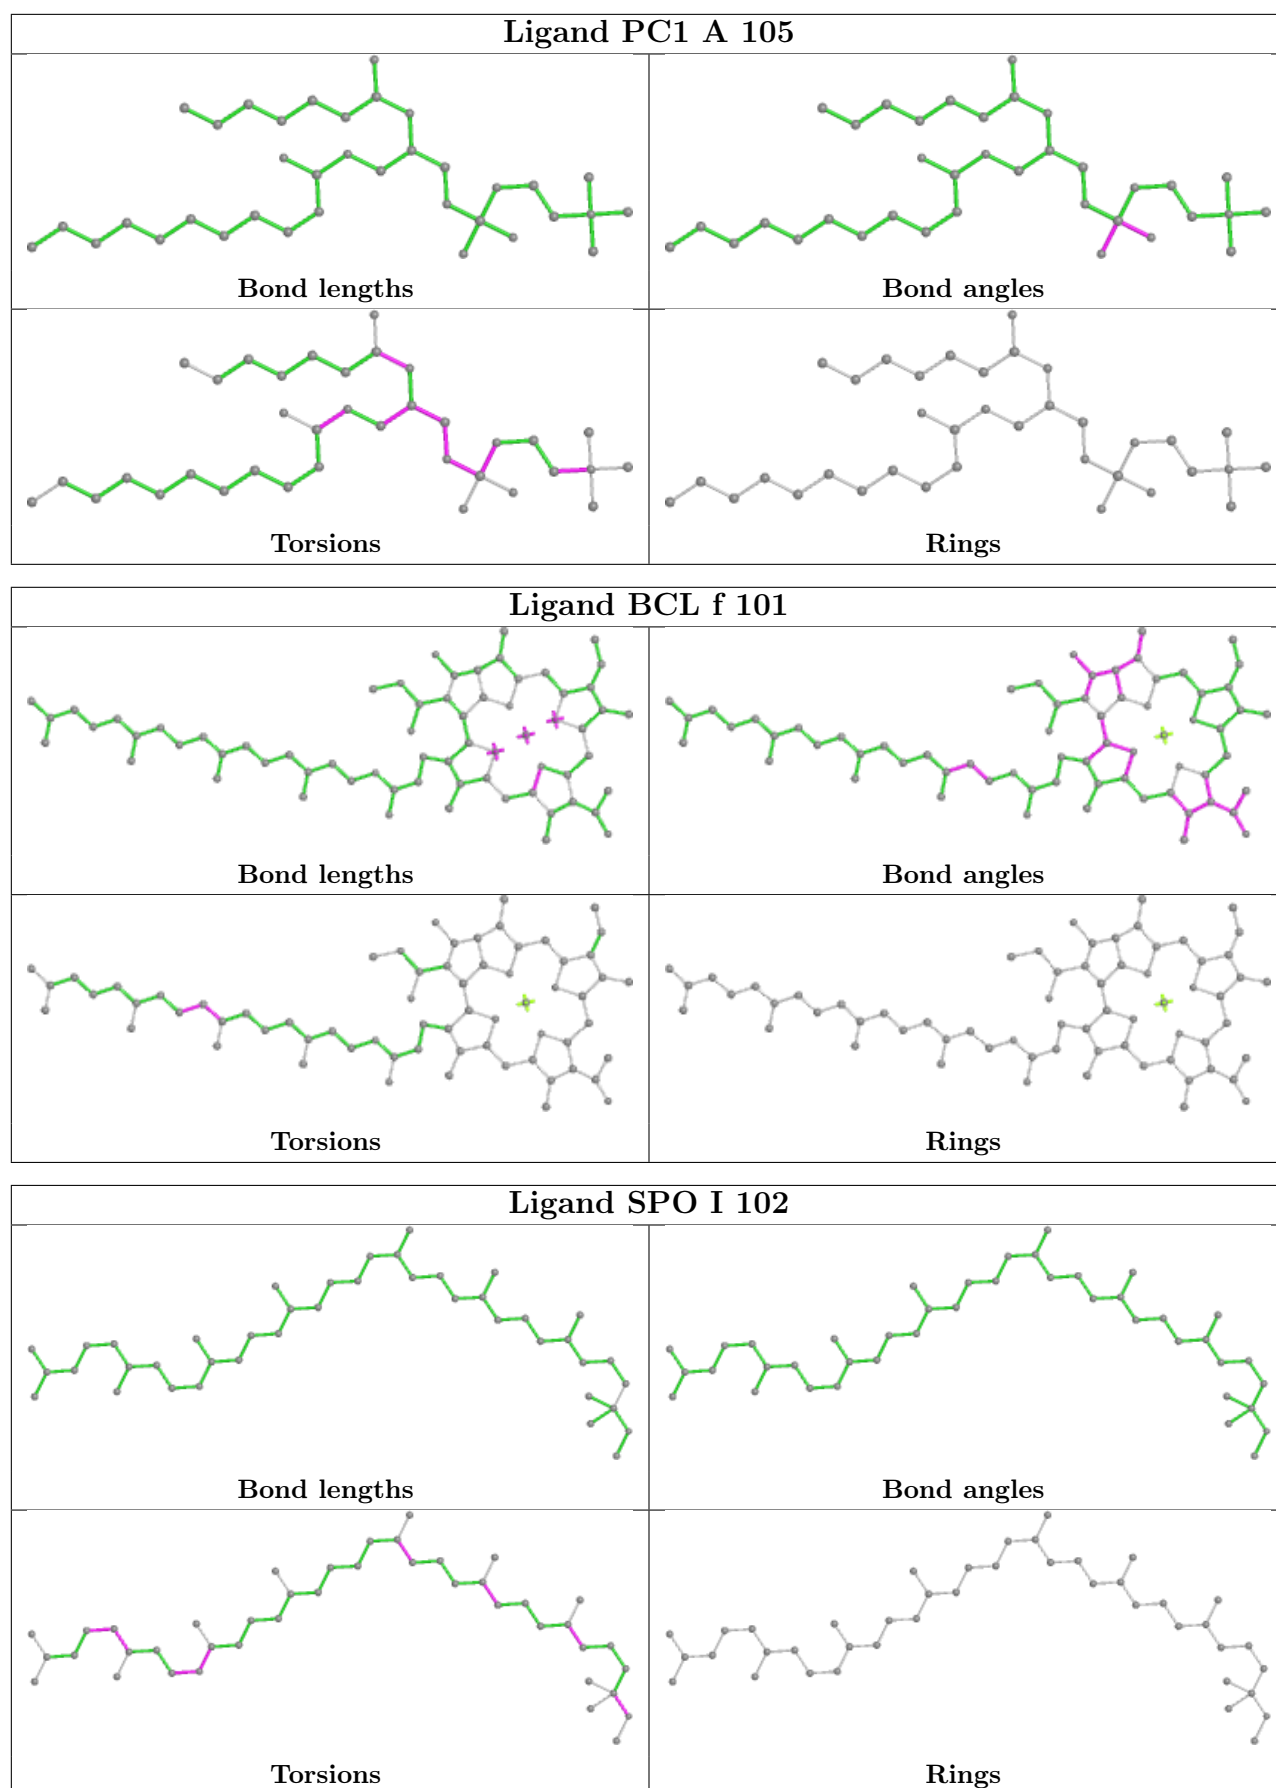 Ligand PC1 A 105
Bond lengths
Bond angles
Torsions
Rings
Ligand BCL f 101
Bond lengths
Bond angles
Torsions
Rings
Ligand SPO I 102
Bond lengths
Bond angles
Torsions
Rings